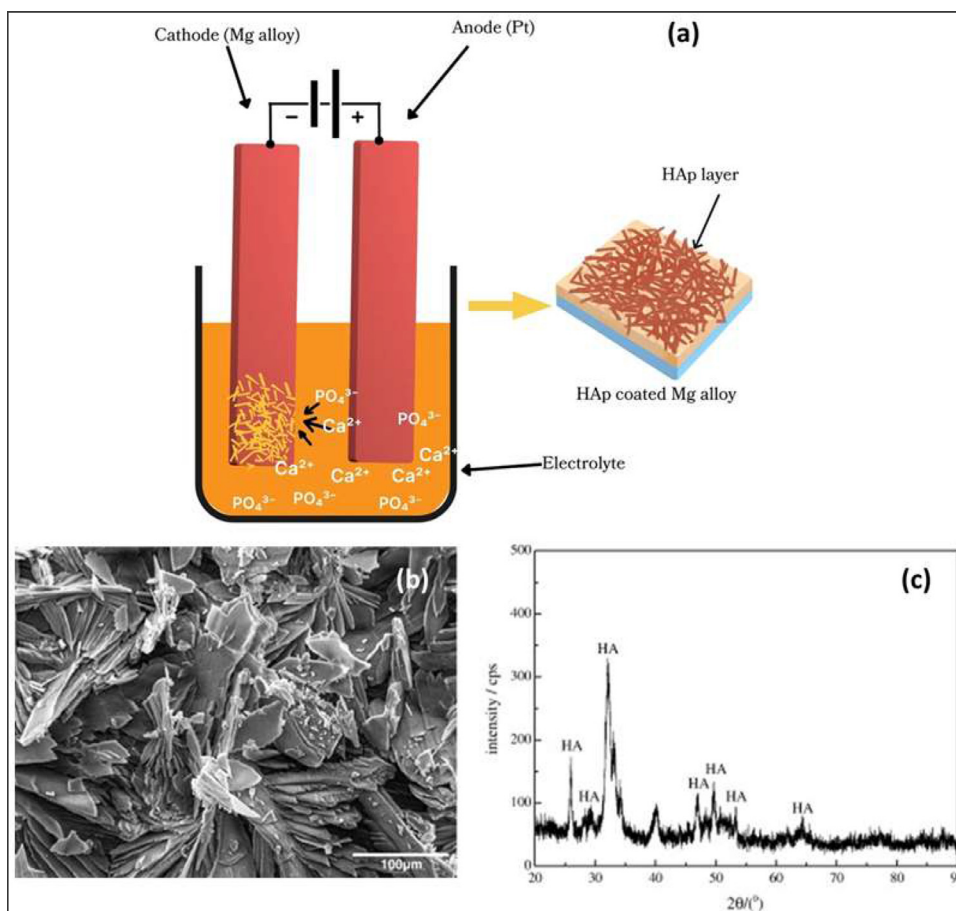 Cathode (Mg alloy)
Anode (Pt)
(a)
− +
HAp layer
PO₄³⁻
Ca²⁺
PO₄³⁻
Ca²⁺
Ca²⁺
Ca²⁺
Ca²⁺
PO₄³⁻
PO₄³⁻
PO₄³⁻
HAp coated Mg alloy
Electrolyte
(b)
100µm
(c)
500
400
300
200
100
0
intensity / cps
HA
HA
HA
HA
HA
HA
HA
20 30 40 50 60 70 80 90
2θ/(°)